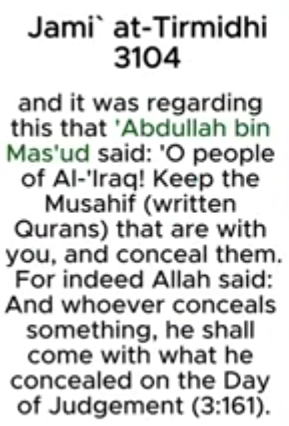 Jami` at-Tirmidhi
3104
and it was regarding
this that 'Abdullah bin
Mas'ud said: 'O people
of Al-'Iraq! Keep the
Musahif (written
Qurans) that are with
you, and conceal them.
For indeed Allah said:
And whoever conceals
something, he shall
come with what he
concealed on the Day
of Judgement (3:161).